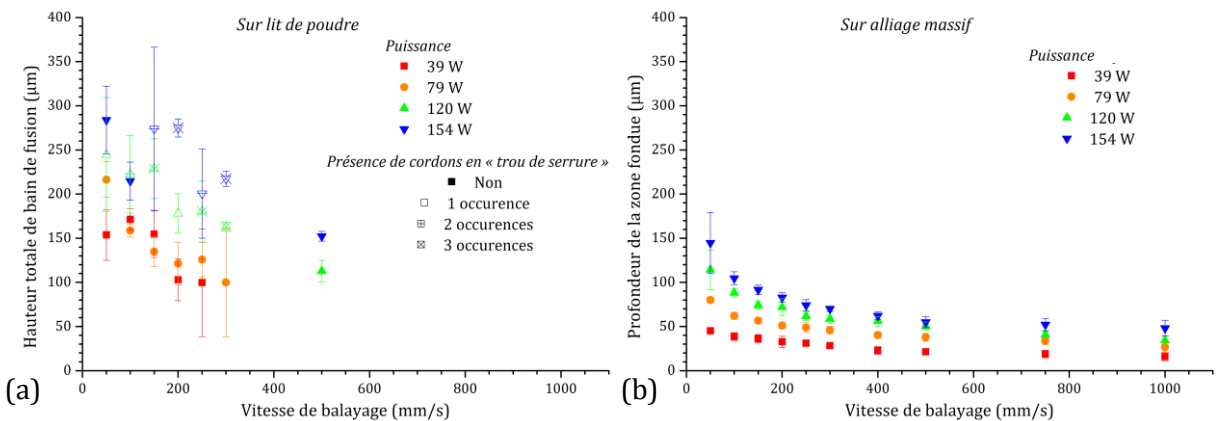 Sur lit de poudre
Puissance
39 W
79 W
120 W
154 W
Présence de cordons en « trou de serrure »
Non
1 occurence
2 occurences
3 occurences
Hauteur totale de bain de fusion (µm)
400
350
300
250
200
150
100
50
0
0 200 400 600 800 1000
Vitesse de balayage (mm/s)
(a)
Sur alliage massif
Puissance
39 W
79 W
120 W
154 W
Profondeur de la zone fondue (µm)
400
350
300
250
200
150
100
50
0
0 200 400 600 800 1000
Vitesse de balayage (mm/s)
(b)